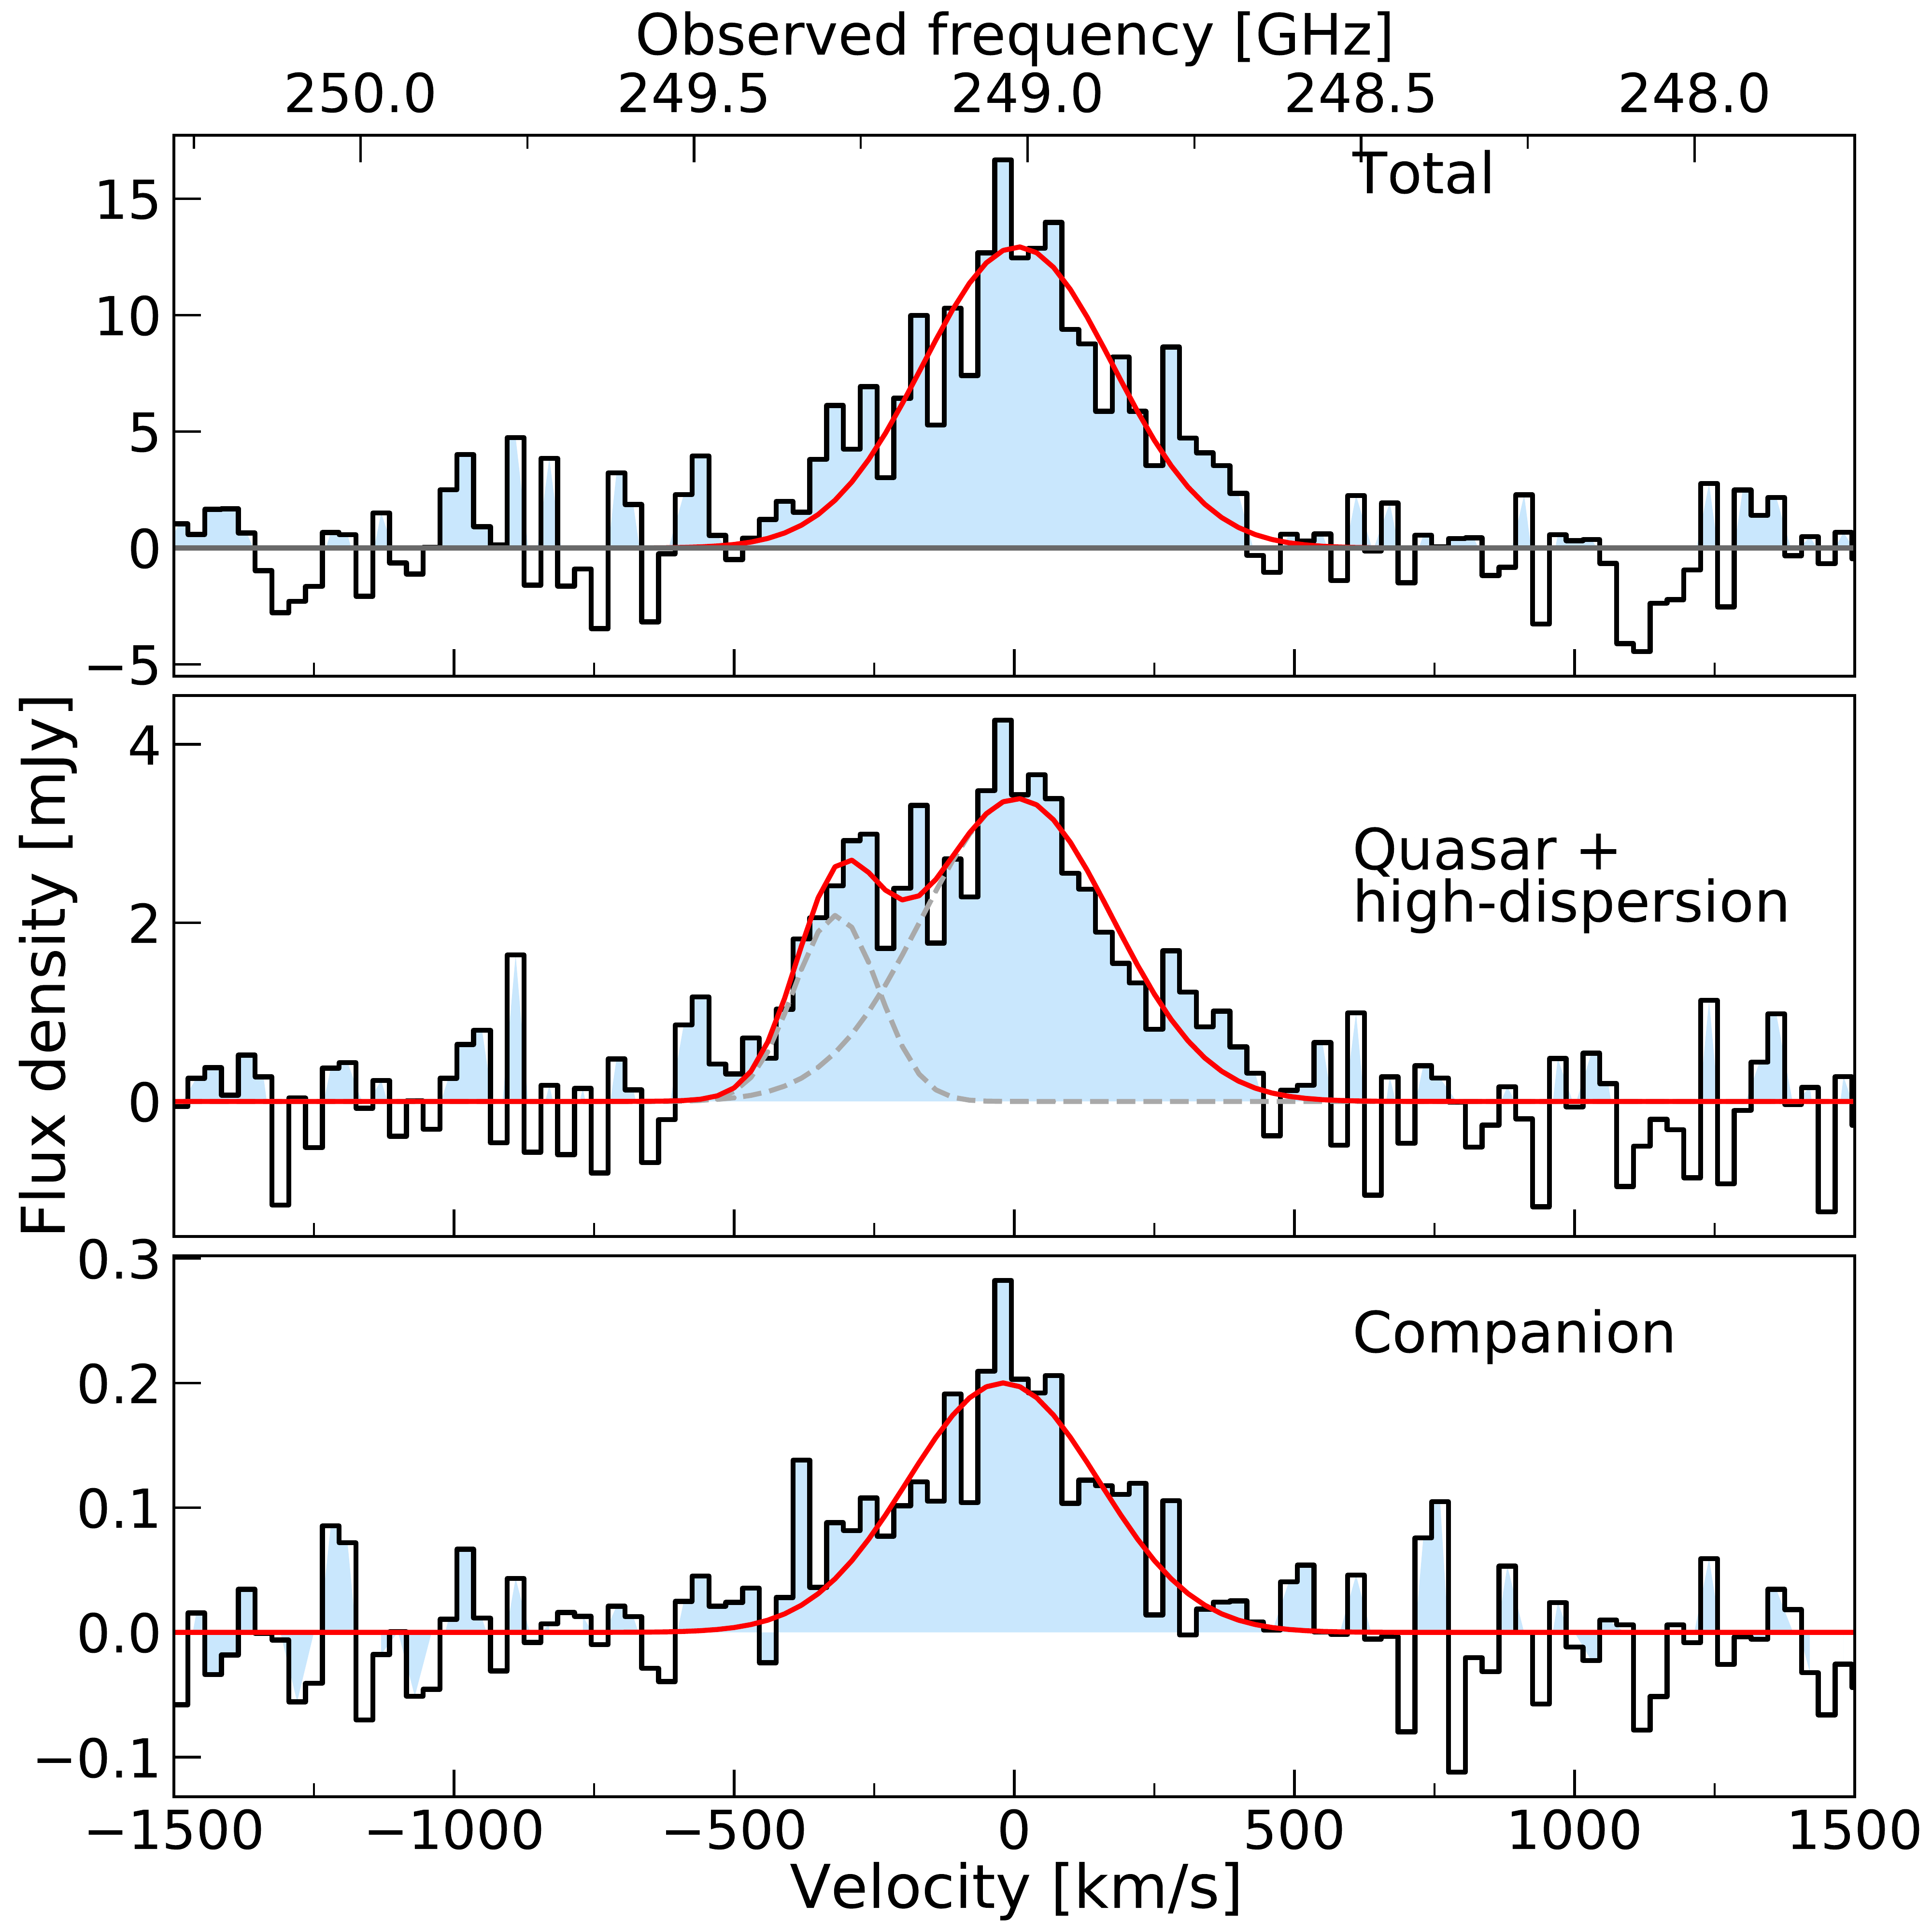 Observed frequency [GHz]
250.0 249.5 249.0 248.5 248.0
Total
15
10
5
0
−5
Flux density [mJy]
Quasar +
high-dispersion
4
2
0
Companion
0.3
0.2
0.1
0.0
−0.1
−1500 −1000 −500 0 500 1000 1500
Velocity [km/s]